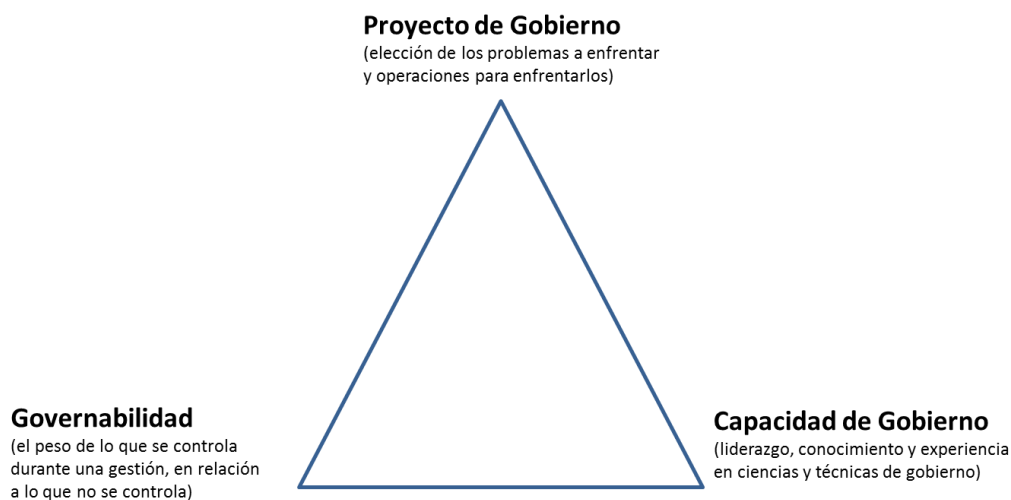 Proyecto de Gobierno
(elección de los problemas a enfrentar
y operaciones para enfrentarlos)
Governabilidad
(el peso de lo que se controla
durante una gestión, en relación
a lo que no se controla)
Capacidad de Gobierno
(liderazgo, conocimiento y experiencia
en ciencias y técnicas de gobierno)